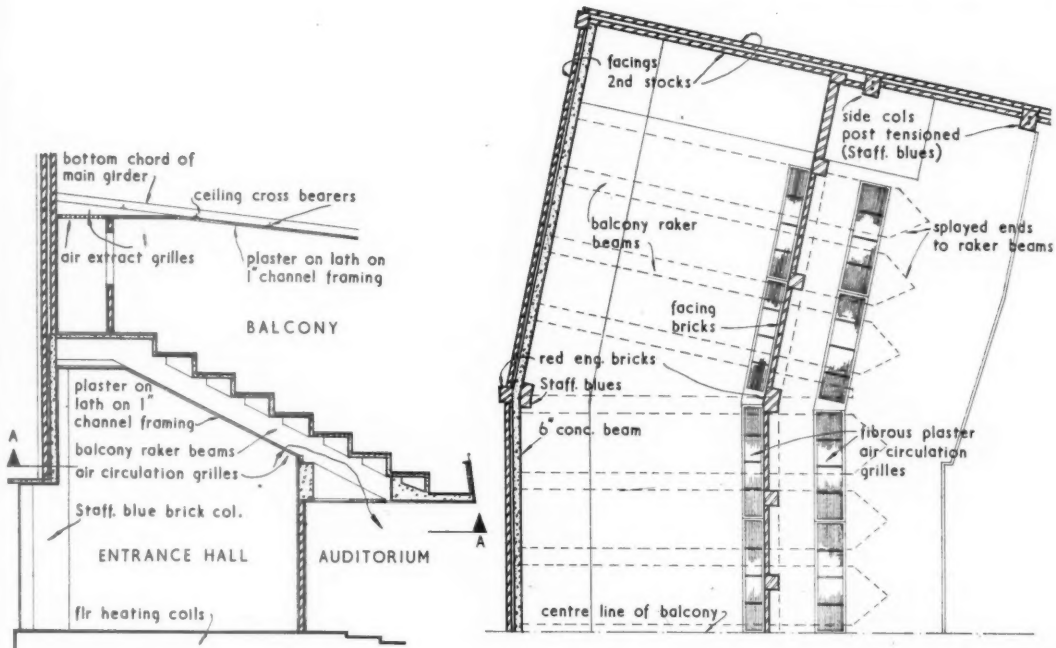 bottom chord of
main girder
ceiling cross bearers
air extract grilles
plaster on lath on
1" channel framing
BALCONY
plaster on
lath on 1"
channel framing
balcony raker beams
air circulation grilles
A
A
Staff. blue brick col.
ENTRANCE HALL
AUDITORIUM
flr heating coils
facings
2nd stocks
side cols
post tensioned
(Staff. blues)
balcony raker
beams
splayed ends
to raker beams
facing
bricks
red eng. bricks
Staff. blues
6" conc. beam
fibrous plaster
air circulation
grilles
centre line of balcony